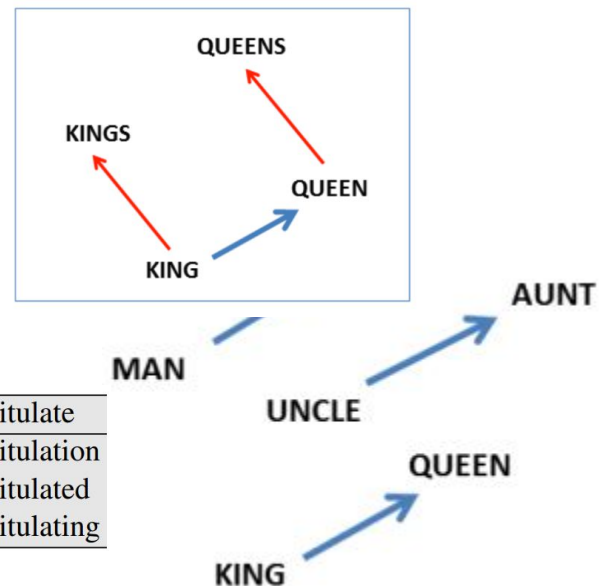 QUEENS
KINGS
QUEEN
KING
AUNT
MAN
UNCLE
itulate
itulation
itulated
itulating
QUEEN
KING